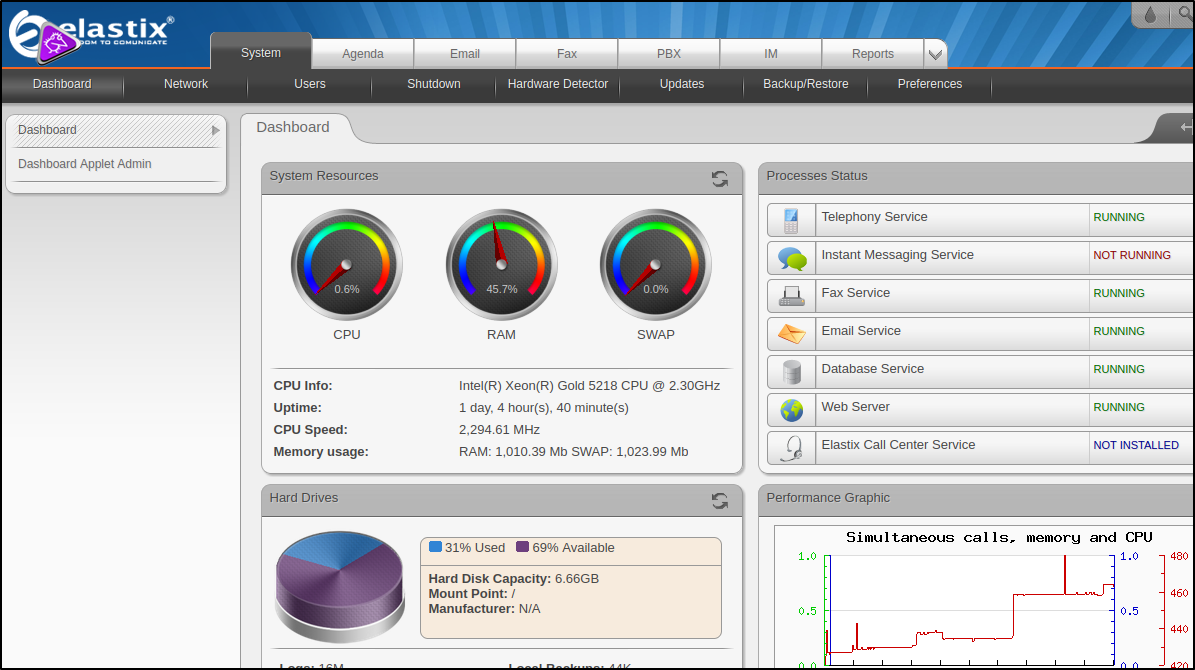 elastix®
DOM TO COMUNICATE
System Agenda Email Fax PBX IM Reports
Dashboard Network Users Shutdown Hardware Detector Updates Backup/Restore Preferences
Dashboard
Dashboard Applet Admin
Dashboard
System Resources
0.6% 45.7% 0.0%
CPU RAM SWAP
CPU Info: Intel(R) Xeon(R) Gold 5218 CPU @ 2.30GHz
Uptime: 1 day, 4 hour(s), 40 minute(s)
CPU Speed: 2,294.61 MHz
Memory usage: RAM: 1,010.39 Mb SWAP: 1,023.99 Mb
Processes Status
Telephony Service RUNNING
Instant Messaging Service NOT RUNNING
Fax Service RUNNING
Email Service RUNNING
Database Service RUNNING
Web Server RUNNING
Elastix Call Center Service NOT INSTALLED
Hard Drives
31% Used 69% Available
Hard Disk Capacity: 6.66GB
Mount Point: /
Manufacturer: N/A
Logs: 16M Local Backups: 44K
Performance Graphic
Simultaneous calls, memory and CPU
1.0 1.0 480
460
0.5 0.5
440
0.0 0.0 420